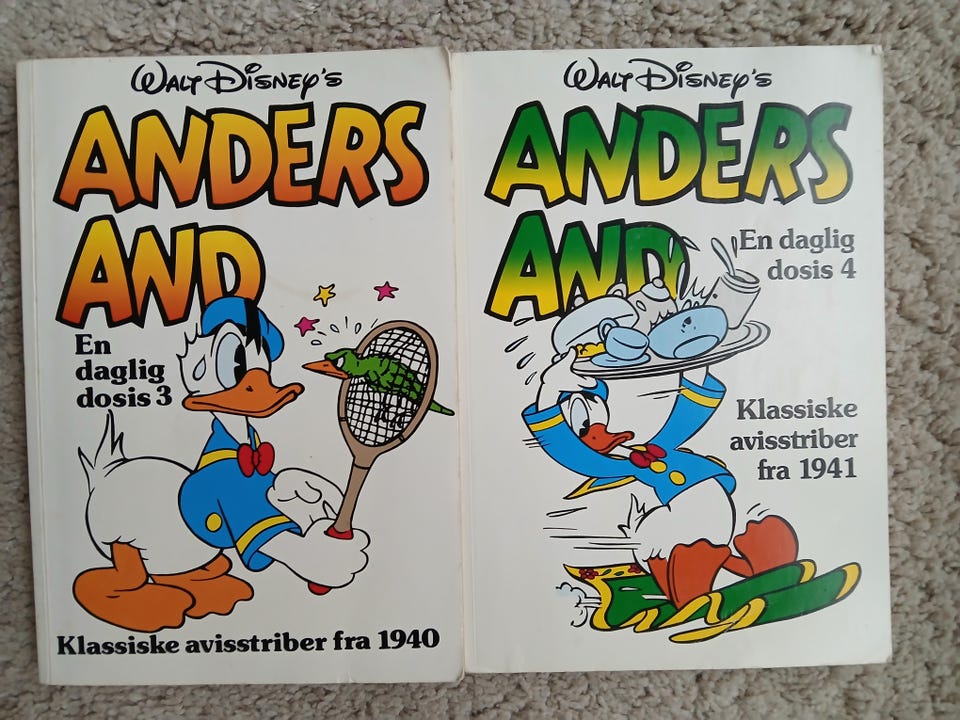 Walt Disney's
ANDERS
AND
En
daglig
dosis 3
Klassiske avisstriber fra 1940
Walt Disney's
ANDERS
AND
En daglig
dosis 4
Klassiske
avisstriber
fra 1941